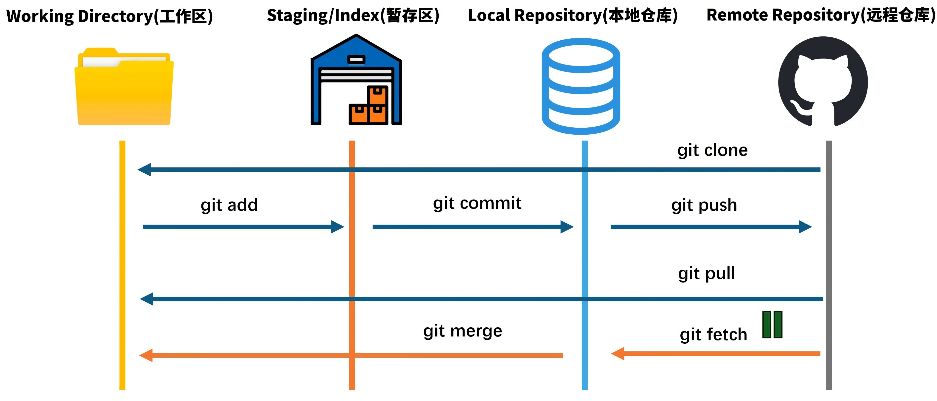 Working Directory(工作区) Staging/Index(暂存区) Local Repository(本地仓库) Remote Repository(远程仓库)
git clone
git add git commit git push
git pull
git merge git fetch